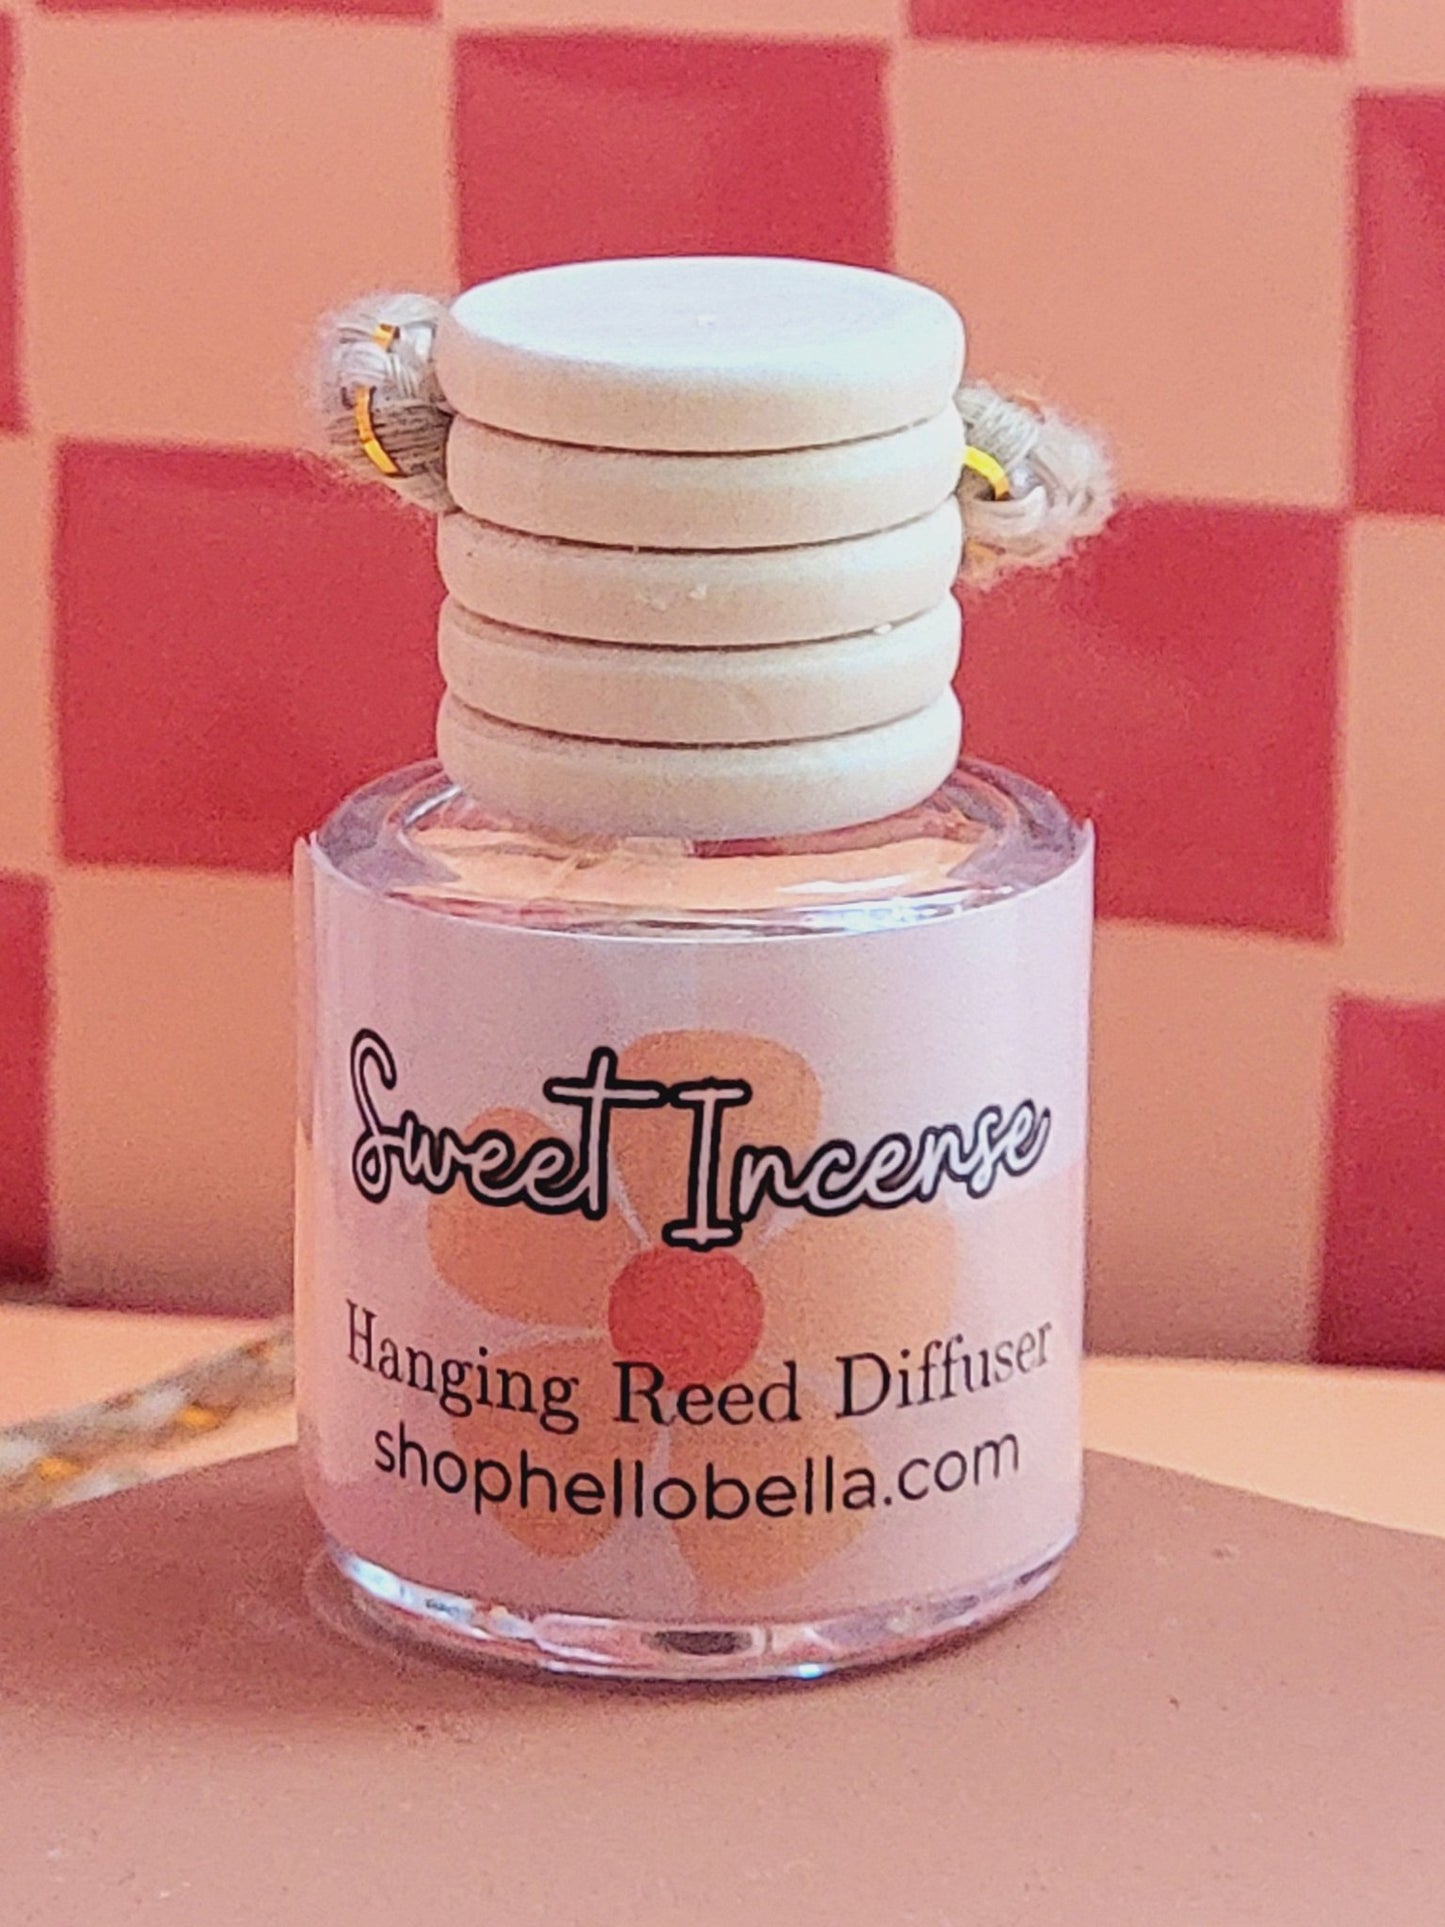 Sweet Incense
Hanging Reed Diffuser
shophellobella.com